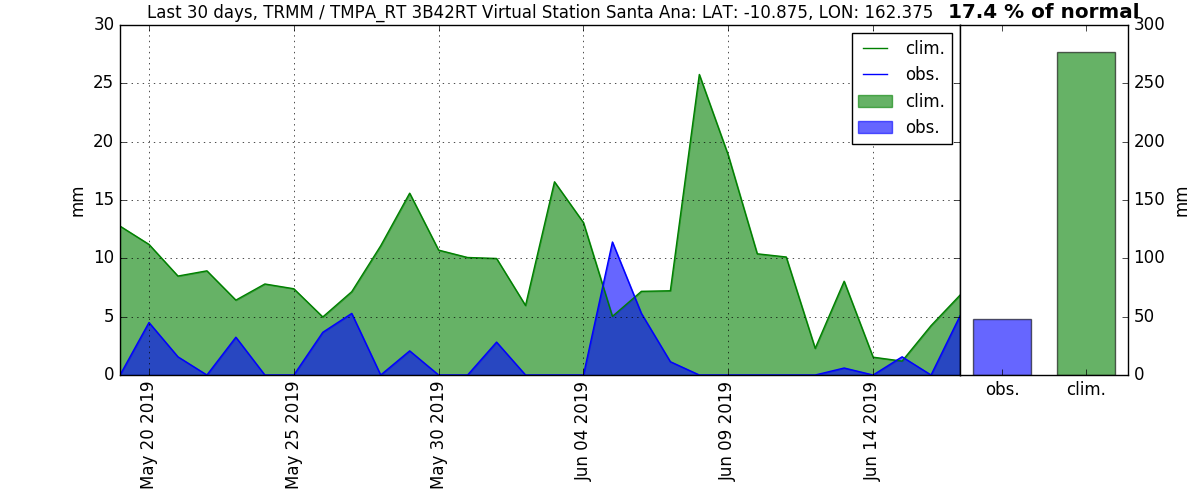 Last 30 days, TRMM / TMPA_RT 3B42RT Virtual Station Santa Ana: LAT: -10.875, LON: 162.375
17.4 % of normal
30
25
20
15
10
5
0
mm
clim.
obs.
clim.
obs.
300
250
200
150
100
50
0
mm
obs.
clim.
May 20 2019
May 25 2019
May 30 2019
Jun 04 2019
Jun 09 2019
Jun 14 2019